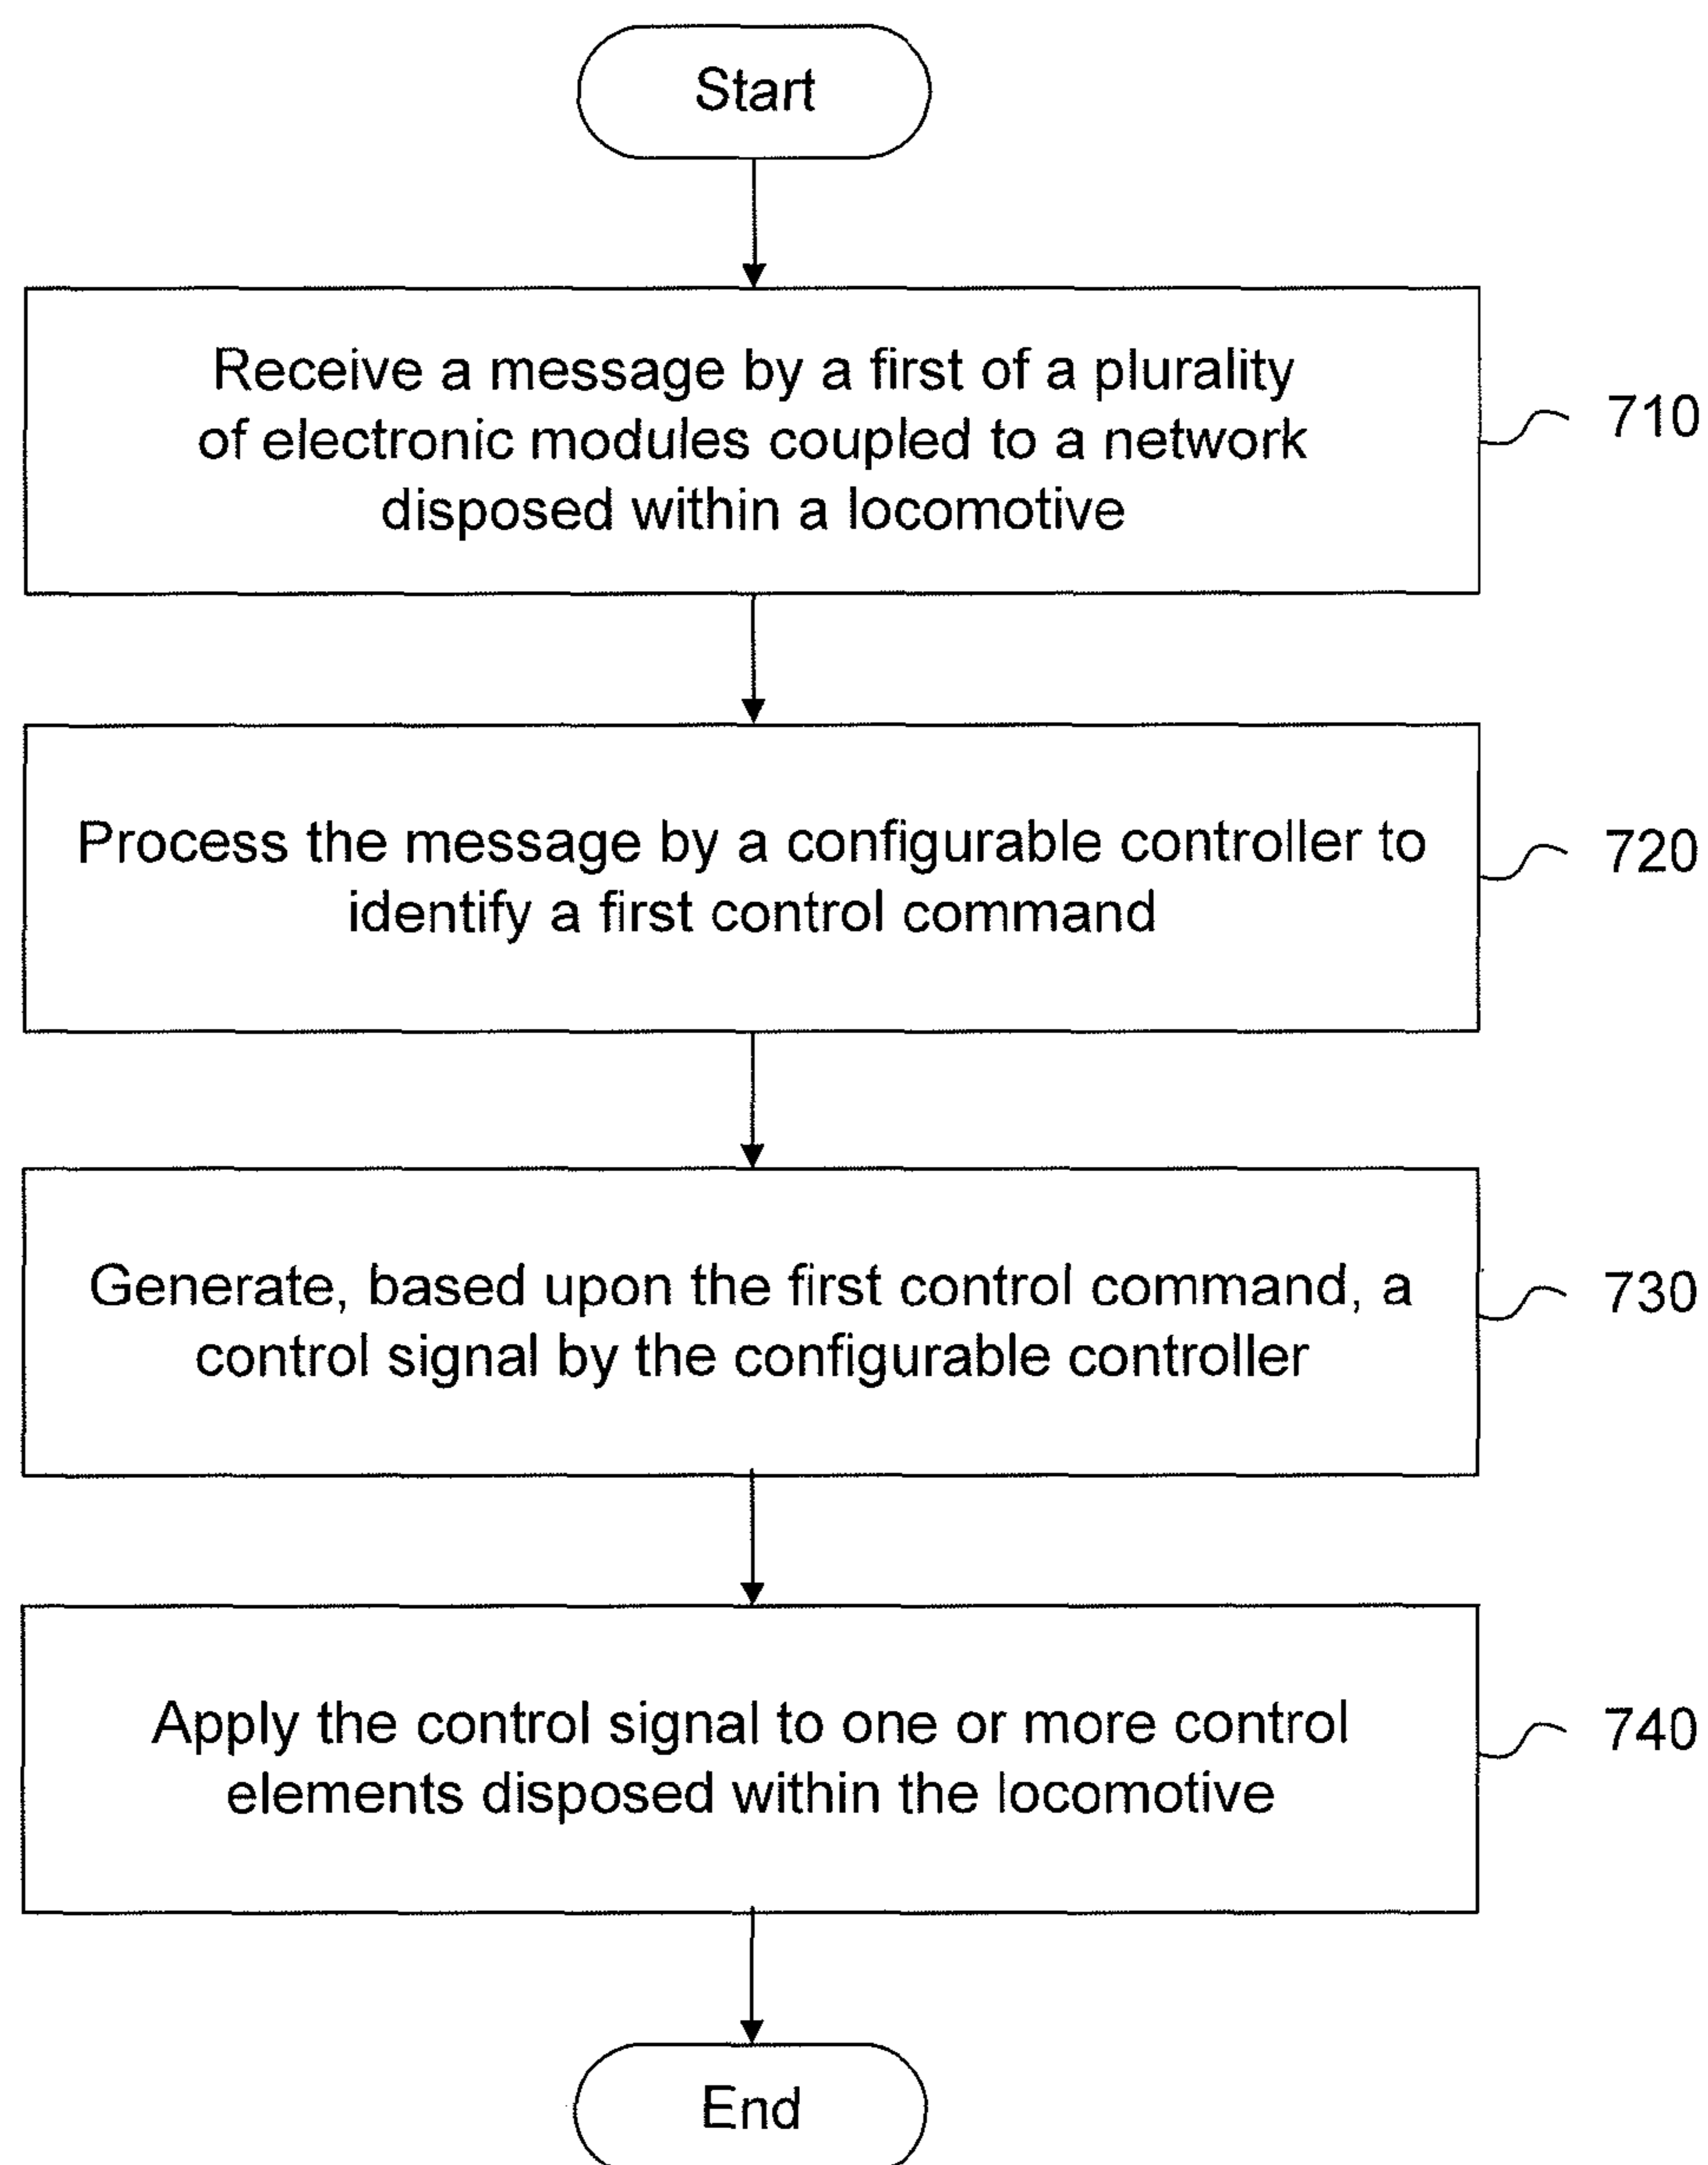 Start
Receive a message by a first of a plurality
of electronic modules coupled to a network
disposed within a locomotive
710
Process the message by a configurable controller to
identify a first control command
720
Generate, based upon the first control command, a
control signal by the configurable controller
730
Apply the control signal to one or more control
elements disposed within the locomotive
740
End